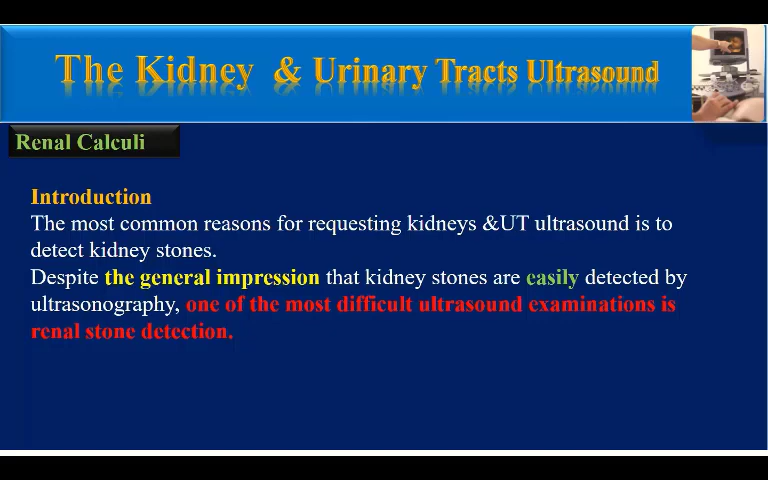 The Kidney & Urinary Tracts Ultrasound
Renal Calculi
Introduction
The most common reasons for requesting kidneys &UT ultrasound is to
detect kidney stones.
Despite the general impression that kidney stones are easily detected by
ultrasonography, one of the most difficult ultrasound examinations is
renal stone detection.